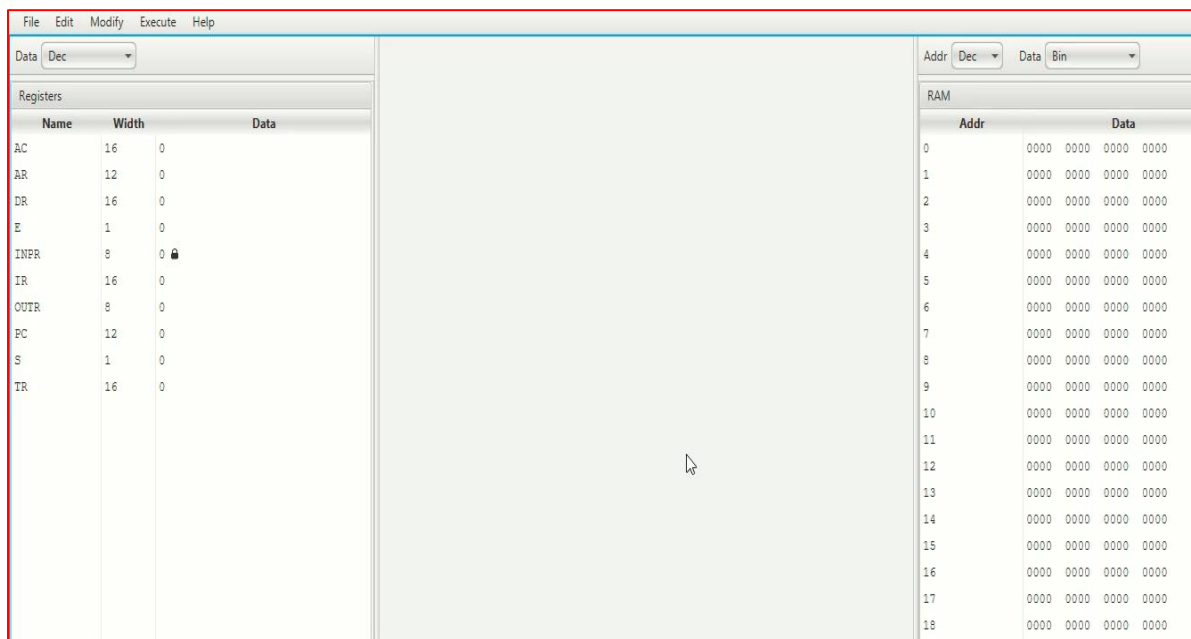 File Edit Modify Execute Help
Data Dec
Registers
Name Width Data
AC 16 0
AR 12 0
DR 16 0
E 1 0
INPR 8 0
IR 16 0
OUTR 8 0
PC 12 0
S 1 0
TR 16 0
Addr Dec Data Bin
RAM
Addr Data
0 0000 0000 0000 0000
1 0000 0000 0000 0000
2 0000 0000 0000 0000
3 0000 0000 0000 0000
4 0000 0000 0000 0000
5 0000 0000 0000 0000
6 0000 0000 0000 0000
7 0000 0000 0000 0000
8 0000 0000 0000 0000
9 0000 0000 0000 0000
10 0000 0000 0000 0000
11 0000 0000 0000 0000
12 0000 0000 0000 0000
13 0000 0000 0000 0000
14 0000 0000 0000 0000
15 0000 0000 0000 0000
16 0000 0000 0000 0000
17 0000 0000 0000 0000
18 0000 0000 0000 0000